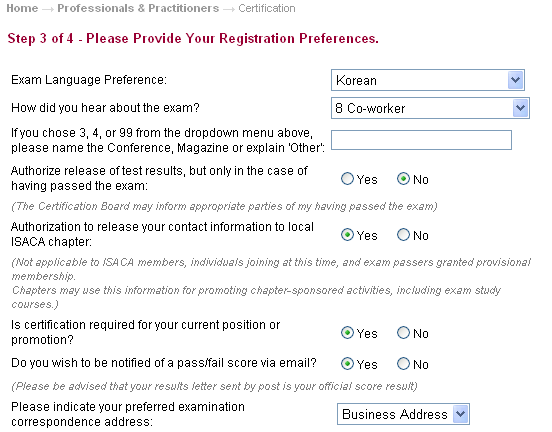 Home → Professionals & Practitioners → Certification
Step 3 of 4 - Please Provide Your Registration Preferences.
Exam Language Preference:
Korean
How did you hear about the exam?
8 Co-worker
If you chose 3, 4, or 99 from the dropdown menu above,
please name the Conference, Magazine or explain 'Other':
Authorize release of test results, but only in the case of
having passed the exam:
Yes No
(The Certification Board may inform appropriate parties of my having passed the exam)
Authorization to release your contact information to local
ISACA chapter:
Yes No
(Not applicable to ISACA members, individuals joining at this time, and exam passers granted provisional
membership.
Chapters may use this information for promoting chapter-sponsored activities, including exam study
courses.)
Is certification required for your current position or
promotion?
Yes No
Do you wish to be notified of a pass/fail score via email?
Yes No
(Please be advised that your results letter sent by post is your official score result)
Please indicate your preferred examination
correspondence address:
Business Address